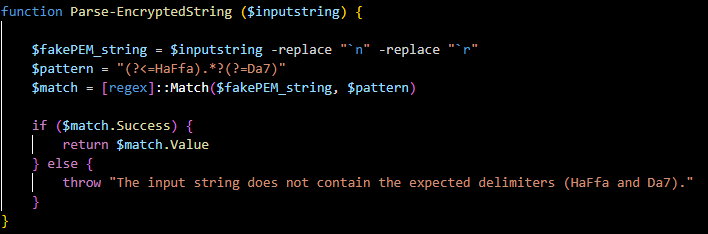 function Parse-EncryptedString ($inputstring) {
$fakePEM_string = $inputstring -replace "`n" -replace "`r"
$pattern = "(?<=HaFfa).*?(?=Da7)"
$match = [regex]::Match($fakePEM_string, $pattern)
if ($match.Success) {
return $match.Value
} else {
throw "The input string does not contain the expected delimiters (HaFfa and Da7)."
}
}